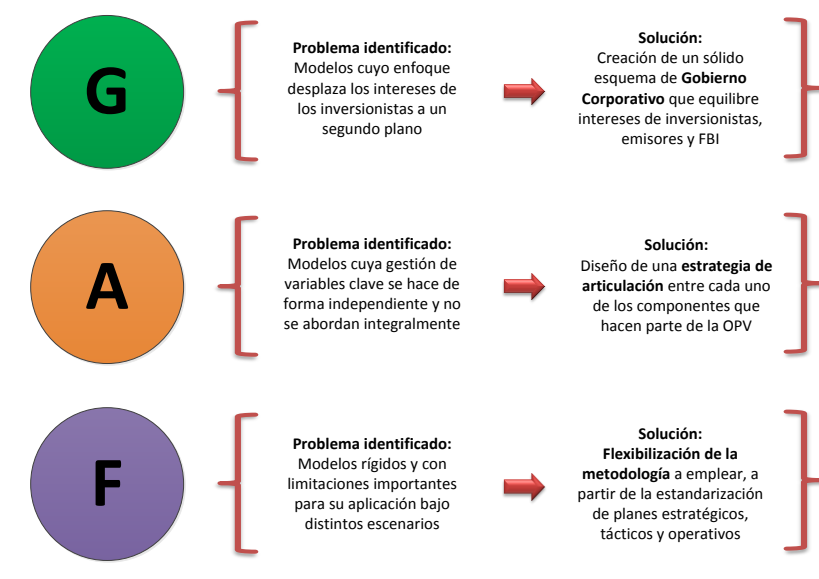 G
Problema identificado:
Modelos cuyo enfoque
desplaza los intereses de
los inversionistas a un
segundo plano
Solución:
Creación de un sólido
esquema de Gobierno
Corporativo que equilibre
intereses de inversionistas,
emisores y FBI
A
Problema identificado:
Modelos cuya gestión de
variables clave se hace de
forma independiente y no
se abordan integralmente
Solución:
Diseño de una estrategia de
articulación entre cada uno
de los componentes que
hacen parte de la OPV
F
Problema identificado:
Modelos rígidos y con
limitaciones importantes
para su aplicación bajo
distintos escenarios
Solución:
Flexibilización de la
metodología a emplear, a
partir de la estandarización
de planes estratégicos,
tácticos y operativos